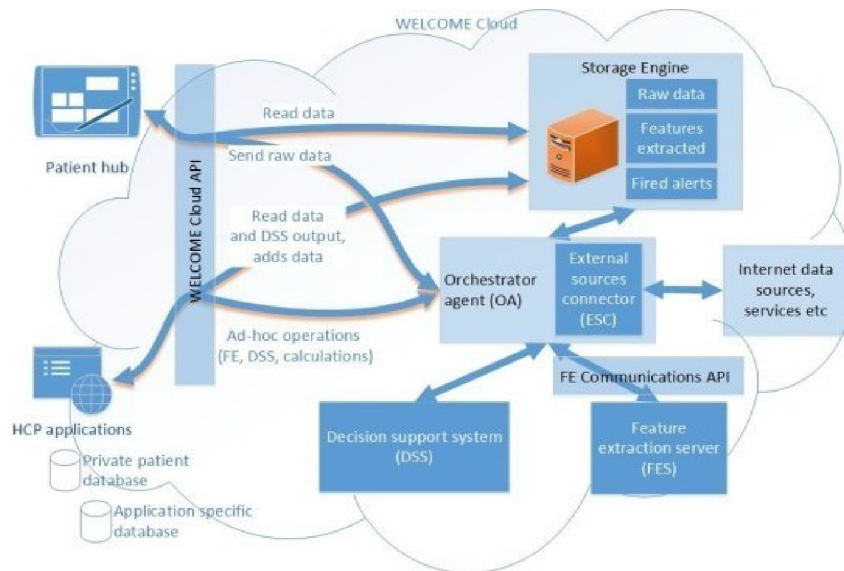 WELCOME Cloud
Storage Engine
Raw data
Features
extracted
Fired alerts
Patient hub
Read data
Send raw data
WELCOME Cloud API
Read data
and DSS output,
adds data
Orchestrator
agent (OA)
External
sources
connector
(ESC)
Internet data
sources,
services etc
Ad-hoc operations
(FE, DSS, calculations)
FE Communications API
HCP applications
Private patient
database
Application specific
database
Decision support system
(DSS)
Feature
extraction server
(FES)